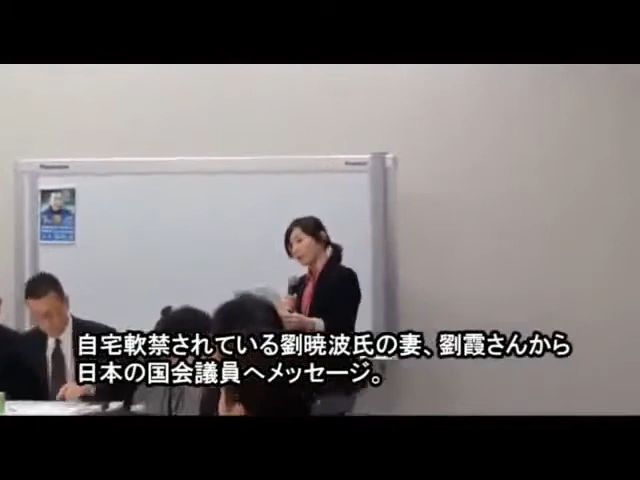 自宅軟禁されている劉暁波氏の妻、劉霞さんから
日本の国会議員へメッセージ。